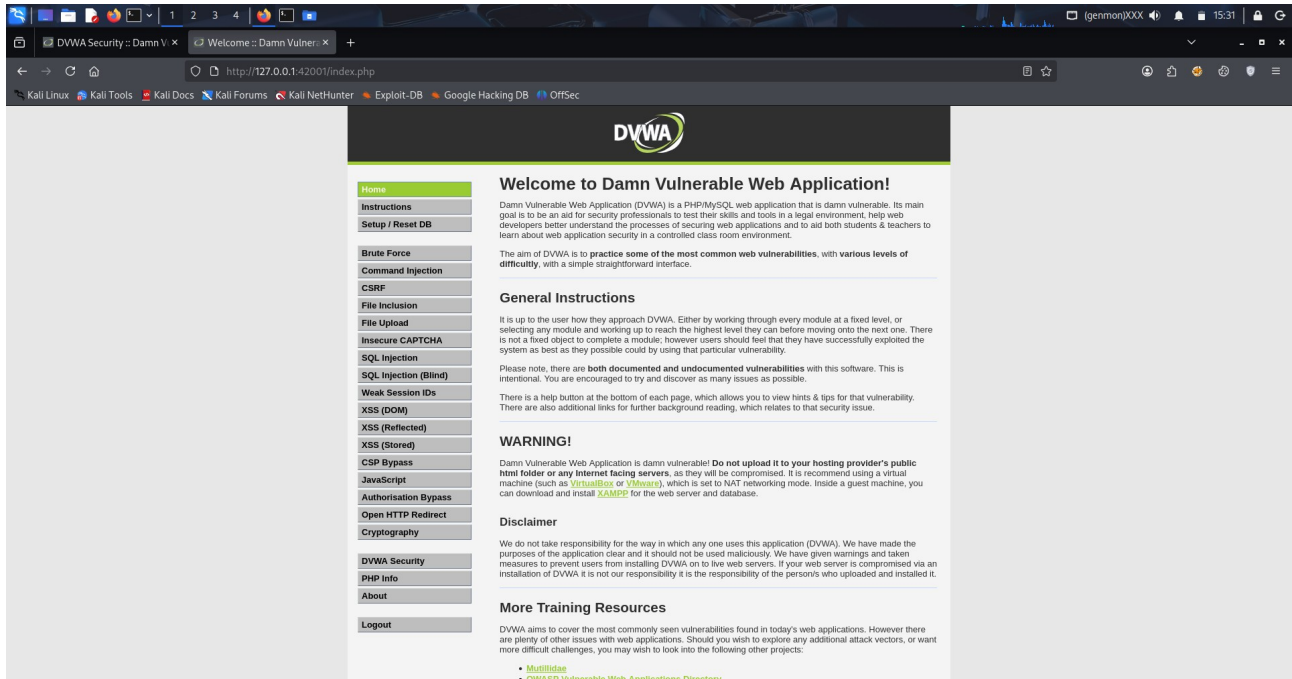 1 2 3 4
(genmon)XXX
15:31
DVWA Security :: Damn Vu
Welcome :: Damn Vulnera
http://127.0.0.1:42001/index.php
Kali Linux Kali Tools Kali Docs Kali Forums Kali NetHunter Exploit-DB Google Hacking DB OffSec
DVWA
Home
Instructions
Setup / Reset DB
Brute Force
Command Injection
CSRF
File Inclusion
File Upload
Insecure CAPTCHA
SQL Injection
SQL Injection (Blind)
Weak Session IDs
XSS (DOM)
XSS (Reflected)
XSS (Stored)
CSP Bypass
JavaScript
Authorisation Bypass
Open HTTP Redirect
Cryptography
DVWA Security
PHP Info
About
Logout
Welcome to Damn Vulnerable Web Application!
Damn Vulnerable Web Application (DVWA) is a PHP/MySQL web application that is damn vulnerable. Its main
goal is to be an aid for security professionals to test their skills and tools in a legal environment, help web
developers better understand the processes of securing web applications and to aid both students & teachers to
learn about web application security in a controlled class room environment.
The aim of DVWA is to practice some of the most common web vulnerabilities, with various levels of
difficultly, with a simple straightforward interface.
General Instructions
It is up to the user how they approach DVWA. Either by working through every module at a fixed level, or
selecting any module and working up to reach the highest level they can before moving onto the next one. There
is not a fixed object to complete a module; however users should feel that they have successfully exploited the
system as best as they possible could by using that particular vulnerability.
Please note, there are both documented and undocumented vulnerabilities with this software. This is
intentional. You are encouraged to try and discover as many issues as possible.
There is a help button at the bottom of each page, which allows you to view hints & tips for that vulnerability.
There are also additional links for further background reading, which relates to that security issue.
WARNING!
Damn Vulnerable Web Application is damn vulnerable! Do not upload it to your hosting provider's public
html folder or any Internet facing servers, as they will be compromised. It is recommend using a virtual
machine (such as VirtualBox or VMware), which is set to NAT networking mode. Inside a guest machine, you
can download and install XAMPP for the web server and database.
Disclaimer
We do not take responsibility for the way in which any one uses this application (DVWA). We have made the
purposes of the application clear and it should not be used maliciously. We have given warnings and taken
measures to prevent users from installing DVWA on to live web servers. If your web server is compromised via an
installation of DVWA it is not our responsibility it is the responsibility of the person/s who uploaded and installed it.
More Training Resources
DVWA aims to cover the most commonly seen vulnerabilities found in today's web applications. However there
are plenty of other issues with web applications. Should you wish to explore any additional attack vectors, or want
more difficult challenges, you may wish to look into the following other projects:
Mutillidae
OWASP Vulnerable Web Applications Directory